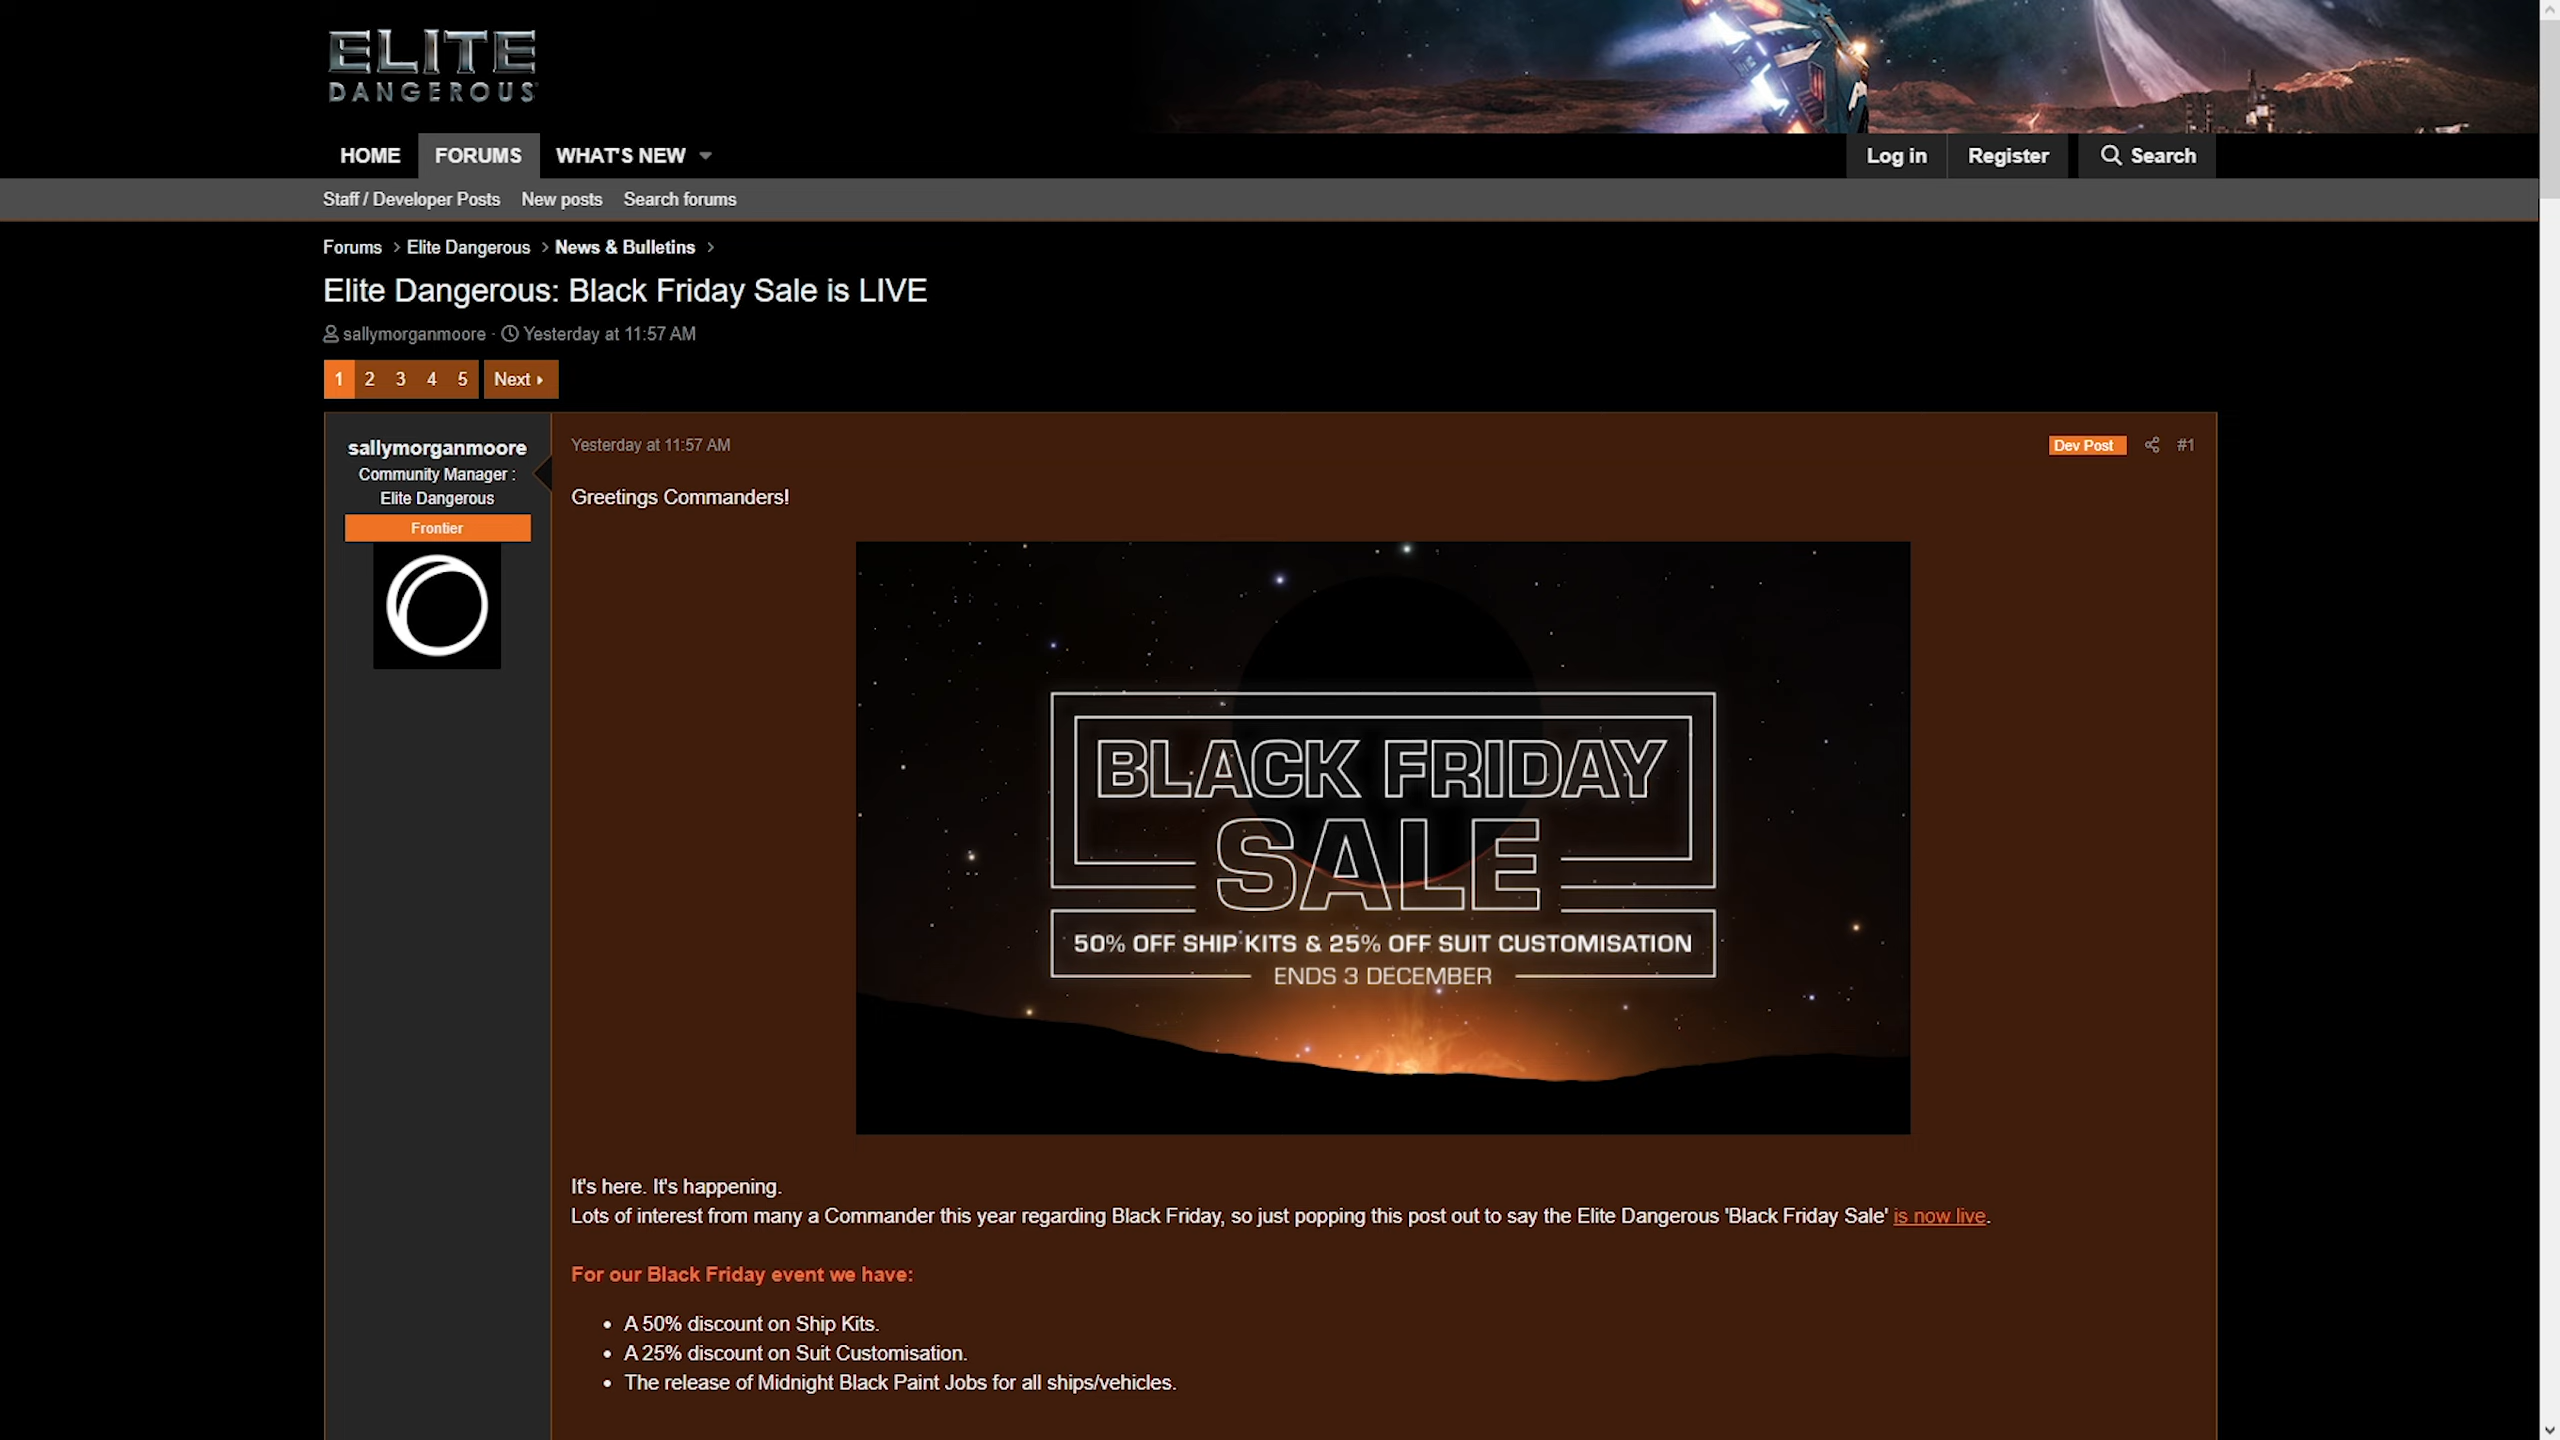 ELITE
DANGEROUS
HOME FORUMS WHAT'S NEW Log in Register Search
Staff / Developer Posts New posts Search forums
Forums > Elite Dangerous > News & Bulletins >
Elite Dangerous: Black Friday Sale is LIVE
sallymorganmoore · Yesterday at 11:57 AM
1 2 3 4 5 Next
sallymorganmoore
Community Manager :
Elite Dangerous
Frontier
Yesterday at 11:57 AM Dev Post #1
Greetings Commanders!
BLACK FRIDAY
SALE
50% OFF SHIP KITS & 25% OFF SUIT CUSTOMISATION
ENDS 3 DECEMBER
It's here. It's happening.
Lots of interest from many a Commander this year regarding Black Friday, so just popping this post out to say the Elite Dangerous 'Black Friday Sale' is now live.
For our Black Friday event we have:
• A 50% discount on Ship Kits.
• A 25% discount on Suit Customisation.
• The release of Midnight Black Paint Jobs for all ships/vehicles.